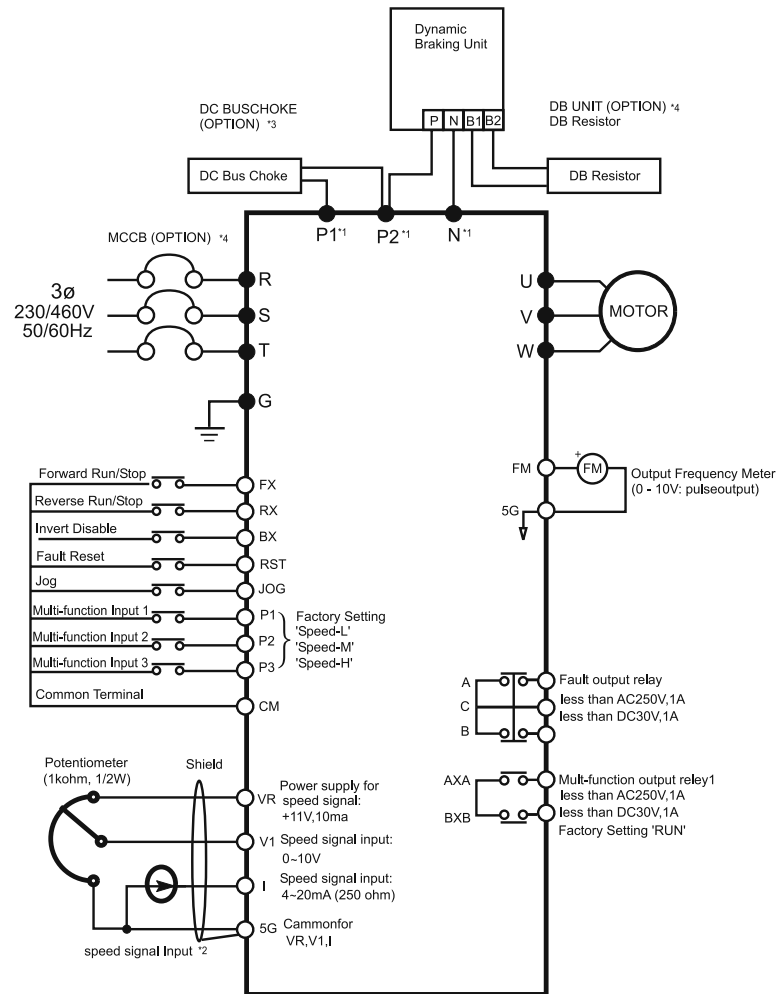 Dynamic
Braking Unit
P N B1 B2
DC BUSCHOKE
(OPTION) *3
DB UNIT (OPTION) *4
DB Resistor
DC Bus Choke
DB Resistor
P1*1
P2*1
N*1
MCCB (OPTION) *4
3ø
230/460V
50/60Hz
R
S
T
G
U
V
W
MOTOR
Forward Run/Stop
FX
Reverse Run/Stop
RX
Invert Disable
BX
Fault Reset
RST
Jog
JOG
Multi-function Input 1
P1
Multi-function Input 2
P2
Multi-function Input 3
P3
Factory Setting
'Speed-L'
'Speed-M'
'Speed-H'
Common Terminal
CM
FM
+
FM
5G
Output Frequency Meter
(0 - 10V: pulseoutput)
A
C
B
Fault output relay
less than AC250V,1A
less than DC30V,1A
AXA
BXB
Mult-function output relay1
less than AC250V,1A
less than DC30V,1A
Factory Setting 'RUN'
Potentiometer
(1kohm, 1/2W)
Shield
VR
Power supply for
speed signal:
+11V,10ma
V1
Speed signal input:
0~10V
I
Speed signal input:
4~20mA (250 ohm)
5G
Cammonfor
VR,V1,I
speed signal Input *2